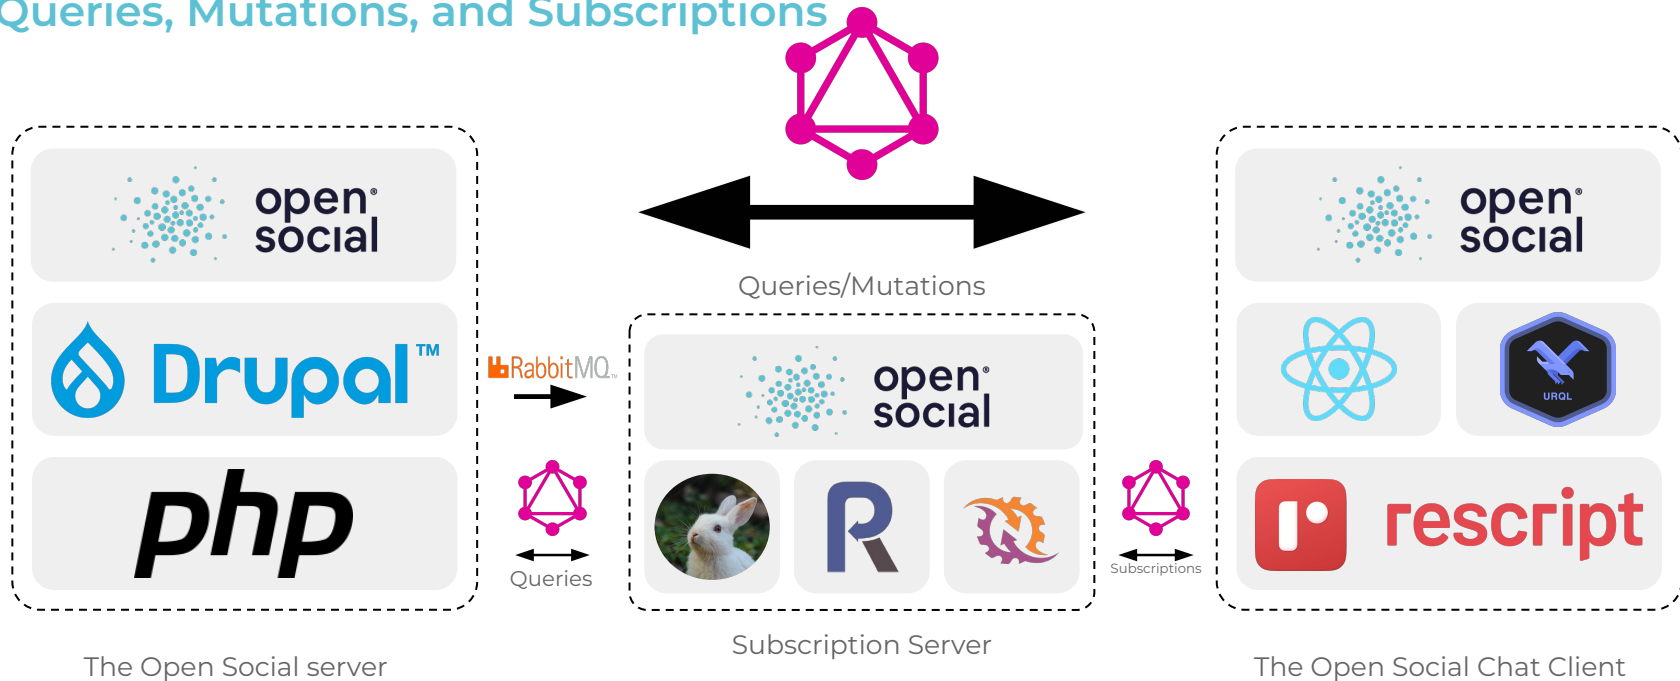 Queries, Mutations, and Subscriptions
open®
social
Drupal™
php
The Open Social server
RabbitMQ™
Queries
Queries/Mutations
open®
social
Subscription Server
Subscriptions
open®
social
URQL
r rescript
The Open Social Chat Client